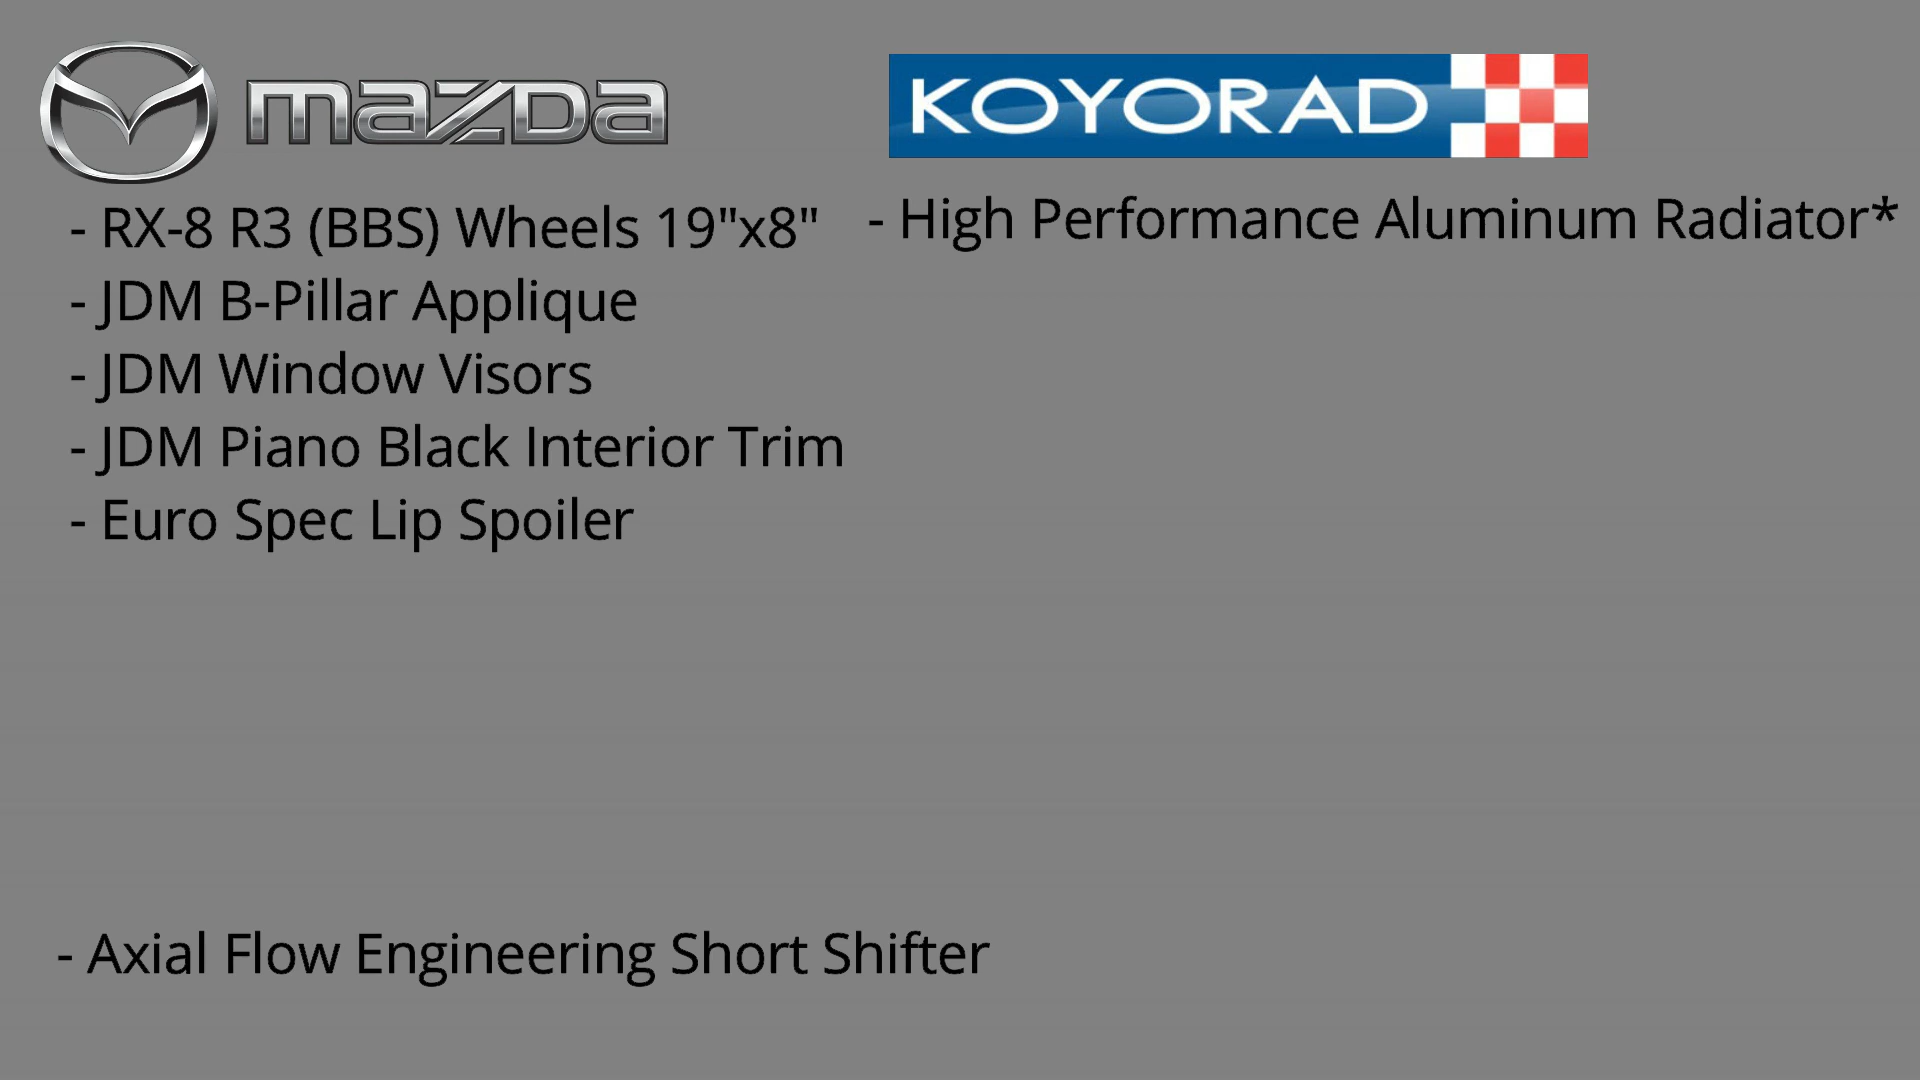 mazda
- RX-8 R3 (BBS) Wheels 19"x8"
- JDM B-Pillar Applique
- JDM Window Visors
- JDM Piano Black Interior Trim
- Euro Spec Lip Spoiler
KOYORAD
- High Performance Aluminum Radiator*
- Axial Flow Engineering Short Shifter